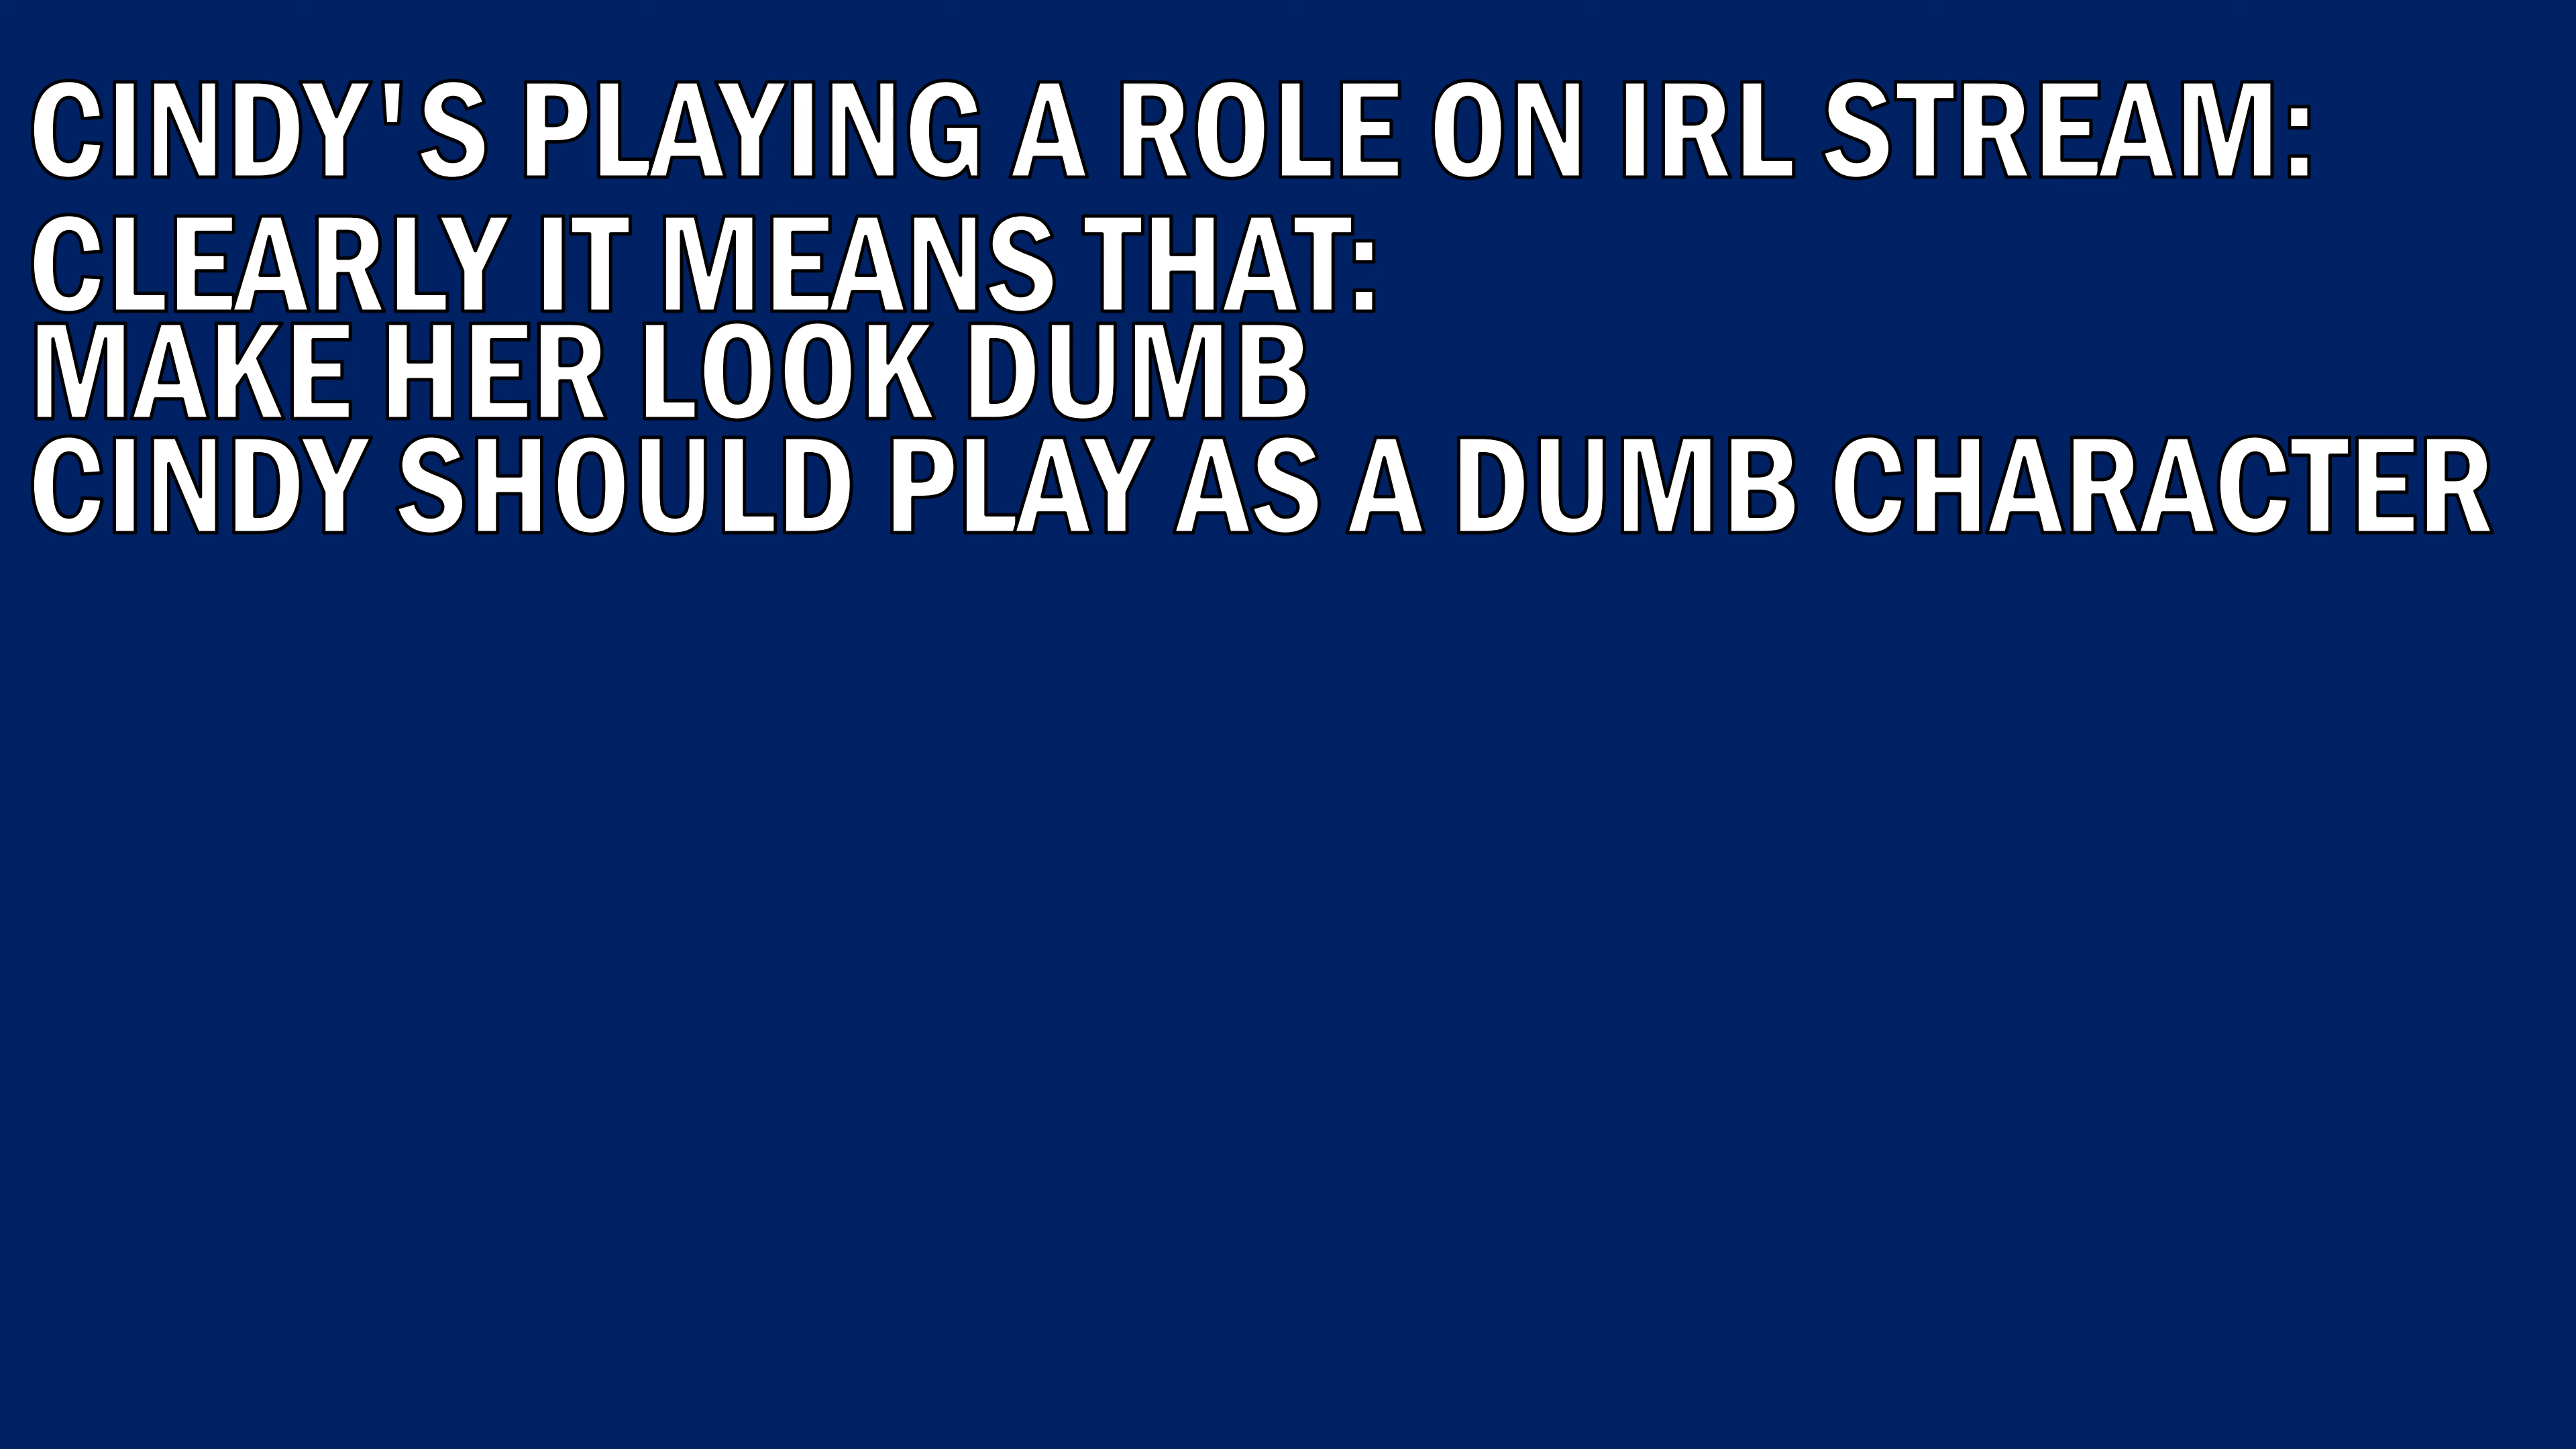 CINDY'S PLAYING A ROLE ON IRL STREAM:
CLEARLY IT MEANS THAT:
MAKE HER LOOK DUMB
CINDY SHOULD PLAY AS A DUMB CHARACTER